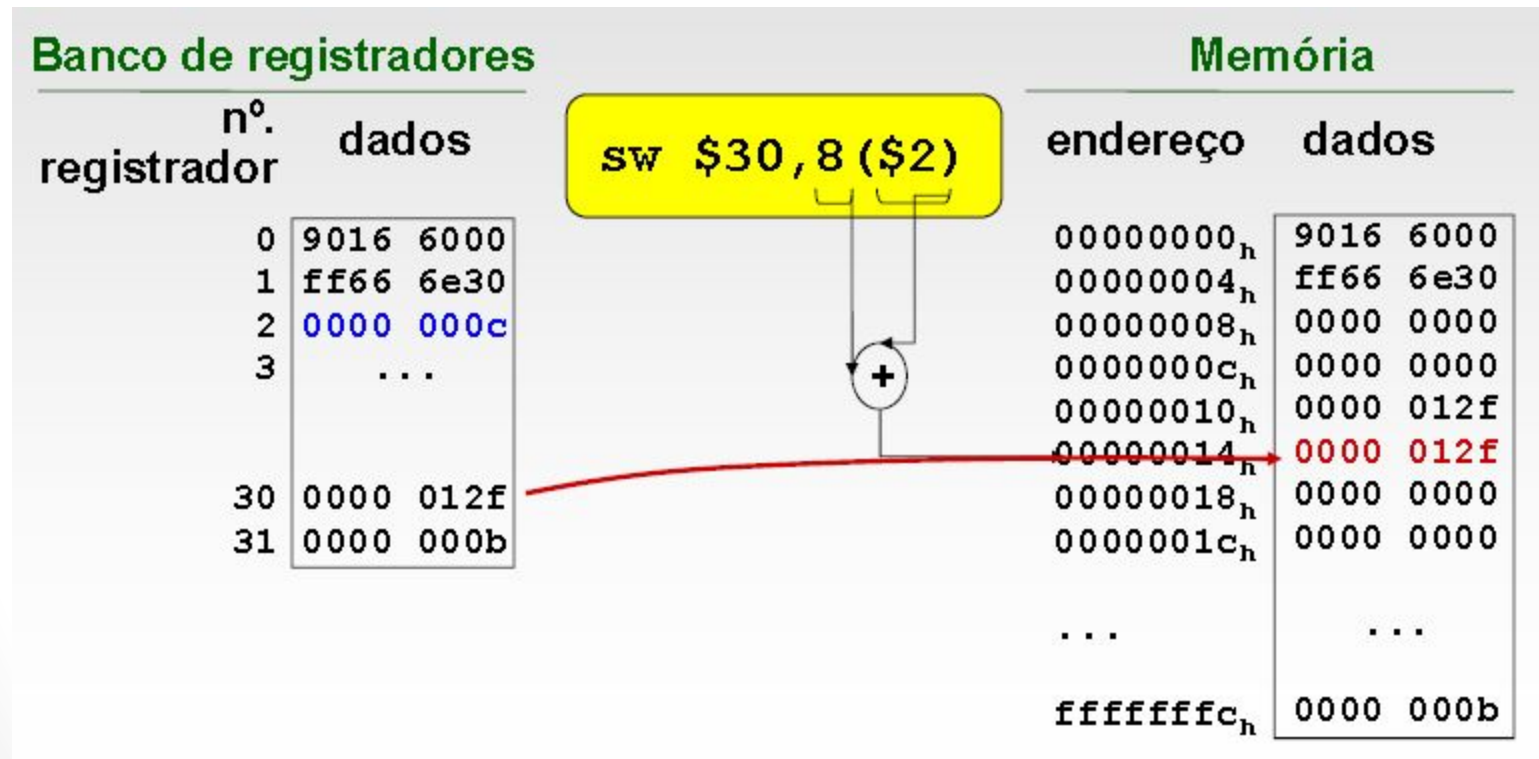 Banco de registradores
nº. registrador dados
0 9016 6000
1 ff66 6e30
2 0000 000c
3 ...
30 0000 012f
31 0000 000b
sw $30,8($2)
+
Memória
endereço dados
00000000h 9016 6000
00000004h ff66 6e30
00000008h 0000 0000
0000000ch 0000 0000
00000010h 0000 012f
00000014h 0000 012f
00000018h 0000 0000
0000001ch 0000 0000
... ...
fffffffch 0000 000b